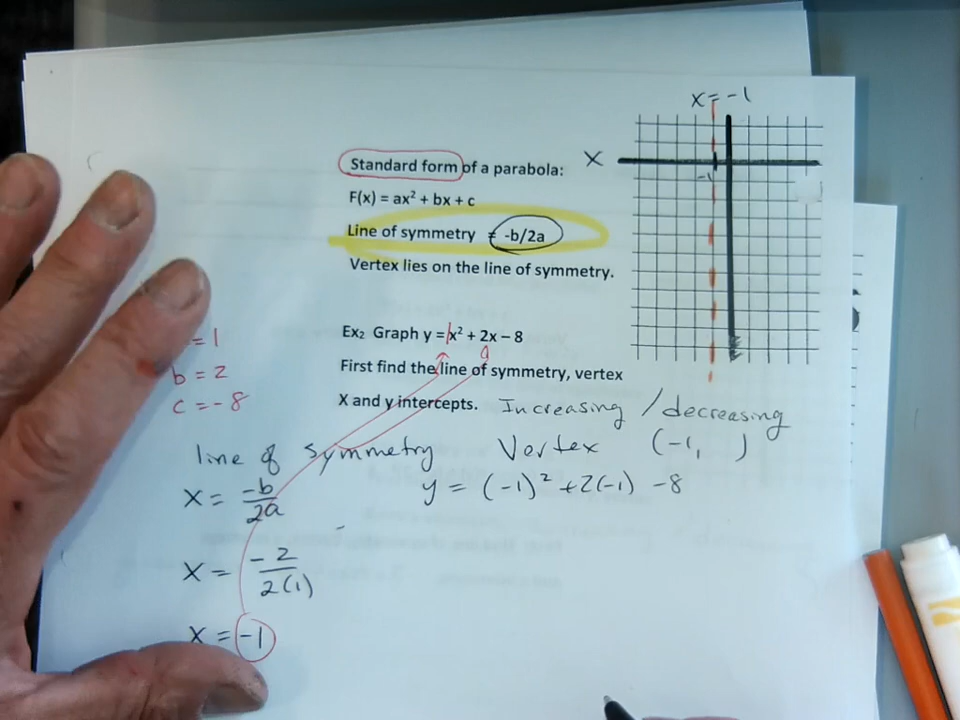 x = -1
Standard form of a parabola:
X
F(x) = ax² + bx + c
-1
Line of symmetry = -b/2a
Vertex lies on the line of symmetry.
Ex2 Graph y = 1x² + 2x – 8
= 1
First find the line of symmetry, vertex
b = 2
X and y intercepts. Increasing / decreasing
c = -8
line of symmetry
Vertex (-1, )
x = -b/2a
y = (-1)² + 2(-1) - 8
x = -2/2(1)
x = -1